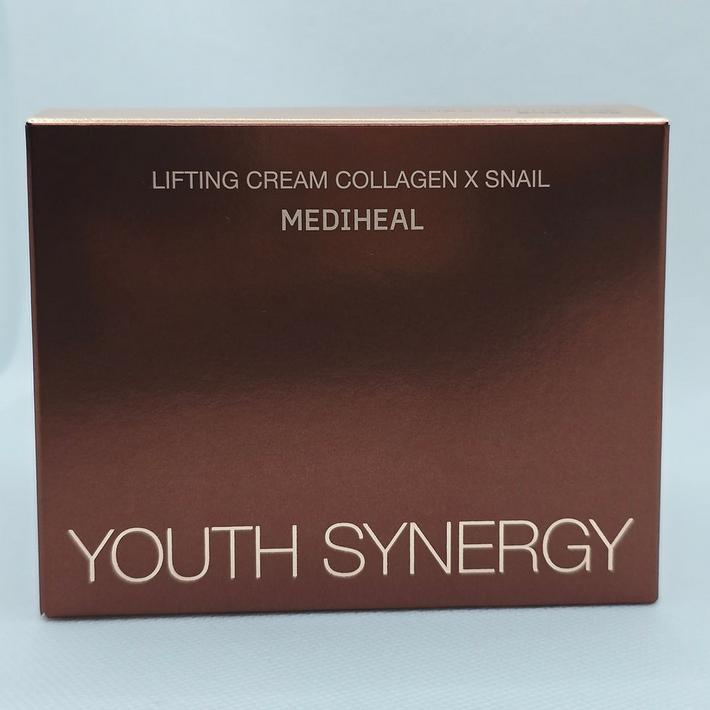 LIFTING CREAM COLLAGEN X SNAIL
MEDIHEAL
YOUTH SYNERGY